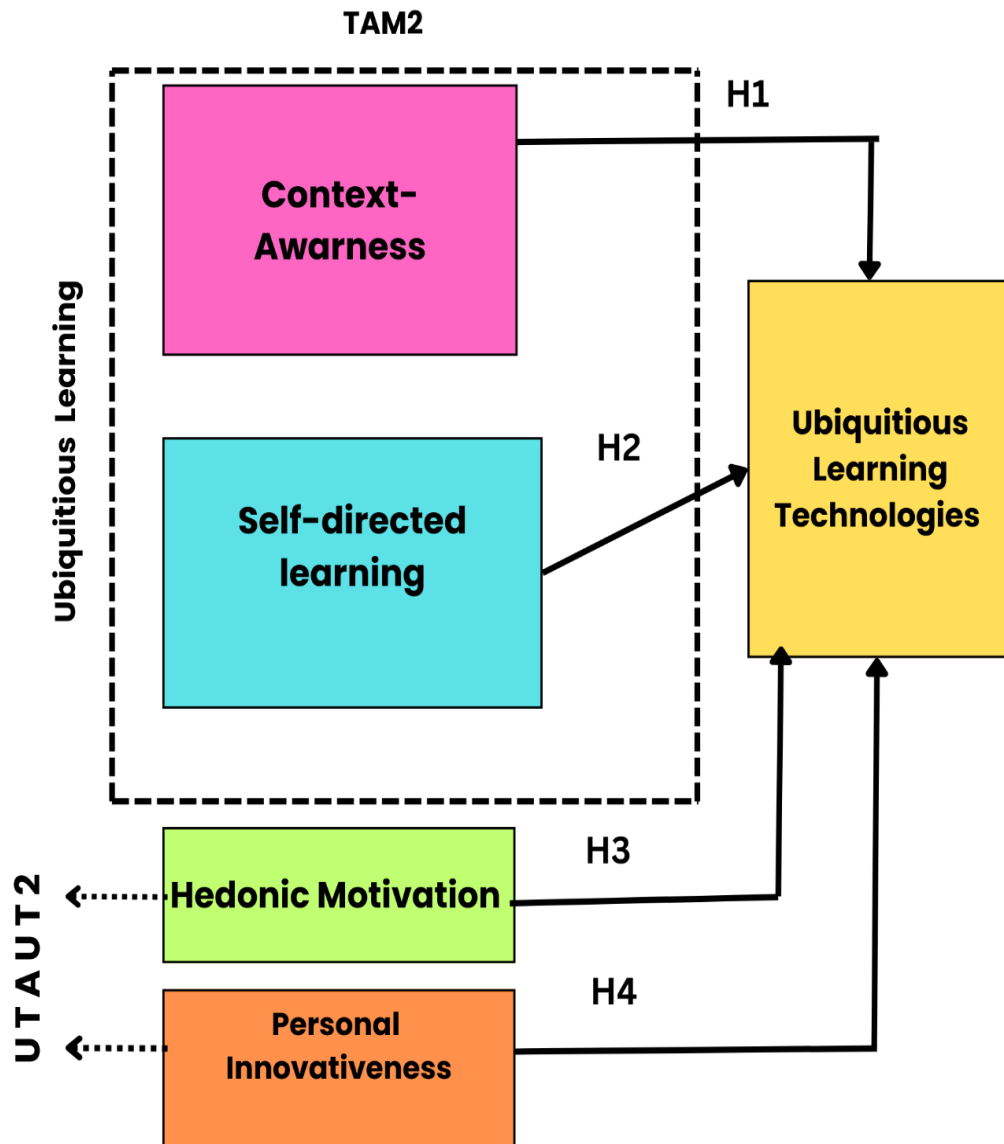 TAM2
H1
Context-
Awarness
Ubiquitious Learning
H2
Ubiquitious
Learning
Technologies
Self-directed
learning
H3
Hedonic Motivation
UTAUT2
H4
Personal
Innovativeness